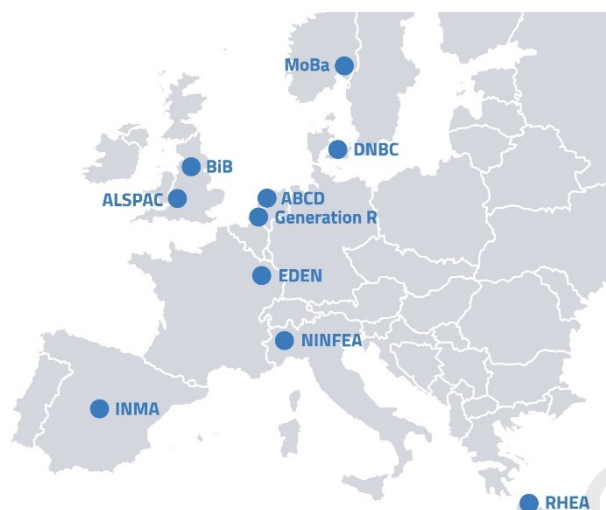 MoBa
DNBC
BiB
ALSPAC
ABCD
Generation R
EDEN
NINFEA
INMA
RHEA